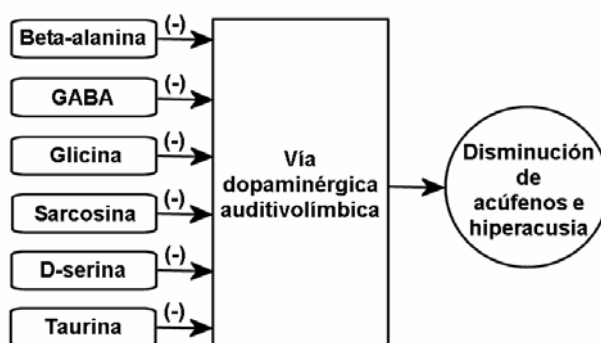 Beta-alanina
(-)
GABA
(-)
Glicina
(-)
Sarcosina
(-)
D-serina
(-)
Taurina
(-)
Vía
dopaminérgica
auditivolímbica
Disminución
de
acúfenos e
hiperacusia